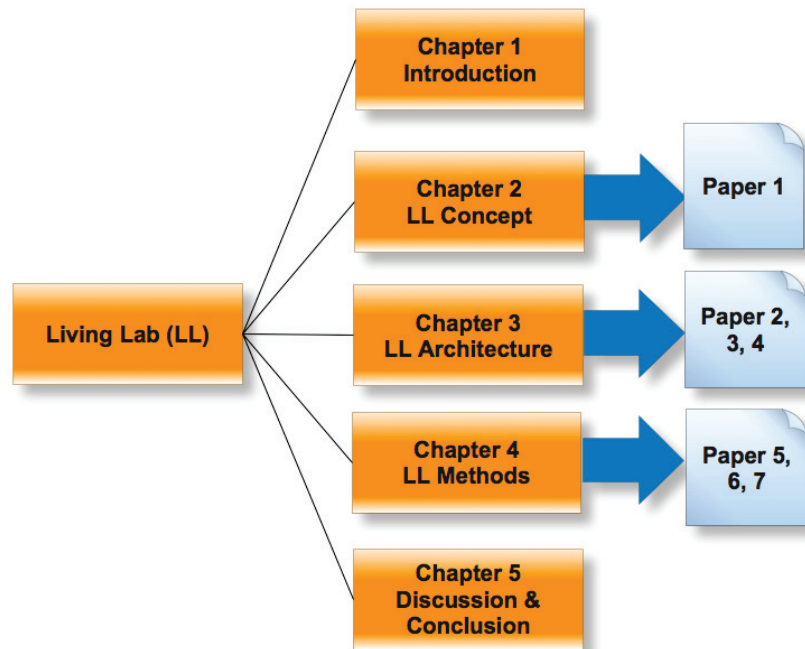 Chapter 1
Introduction
Chapter 2
LL Concept
Paper 1
Living Lab (LL)
Chapter 3
LL Architecture
Paper 2,
3, 4
Chapter 4
LL Methods
Paper 5,
6, 7
Chapter 5
Discussion &
Conclusion